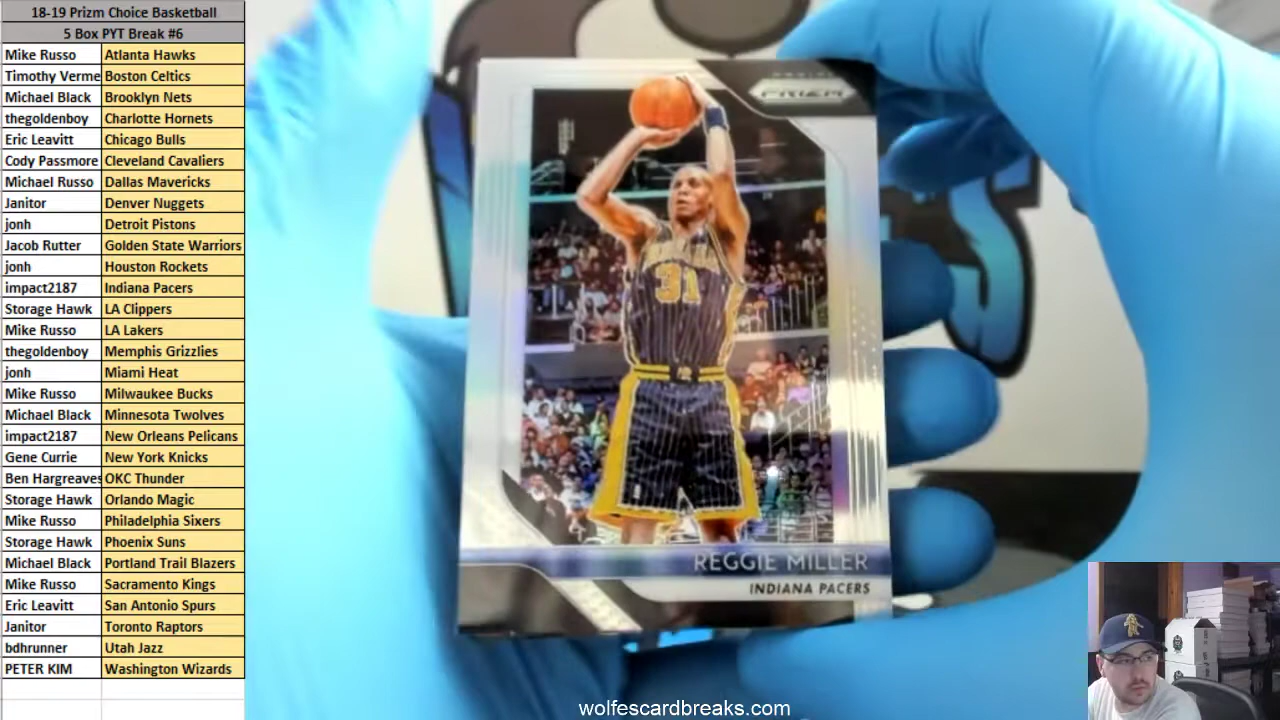 18-19 Prizm Choice Basketball
5 Box PYT Break #6
Mike Russo Atlanta Hawks
Timothy Verme Boston Celtics
Michael Black Brooklyn Nets
thegoldenboy Charlotte Hornets
Eric Leavitt Chicago Bulls
Cody Passmore Cleveland Cavaliers
Michael Russo Dallas Mavericks
Janitor Denver Nuggets
jonh Detroit Pistons
Jacob Rutter Golden State Warriors
jonh Houston Rockets
impact2187 Indiana Pacers
Storage Hawk LA Clippers
Mike Russo LA Lakers
thegoldenboy Memphis Grizzlies
jonh Miami Heat
Mike Russo Milwaukee Bucks
Michael Black Minnesota Twolves
impact2187 New Orleans Pelicans
Gene Currie New York Knicks
Ben Hargreaves OKC Thunder
Storage Hawk Orlando Magic
Mike Russo Philadelphia Sixers
Storage Hawk Phoenix Suns
Michael Black Portland Trail Blazers
Mike Russo Sacramento Kings
Eric Leavitt San Antonio Spurs
Janitor Toronto Raptors
bdhrunner Utah Jazz
PETER KIM Washington Wizards
PRIZM
31
REGGIE MILLER
INDIANA PACERS
wolfescardbreaks.com